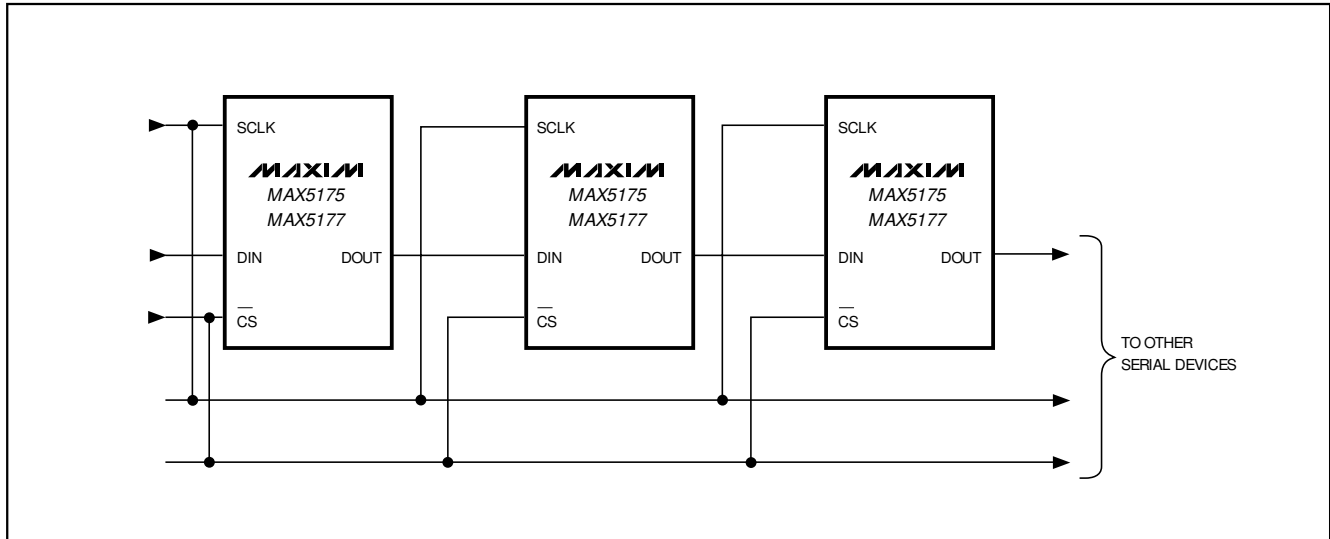 SCLK
MAXIM
MAX5175
MAX5177
DIN DOUT
CS
SCLK
MAXIM
MAX5175
MAX5177
DIN DOUT
CS
SCLK
MAXIM
MAX5175
MAX5177
DIN DOUT
CS
TO OTHER
SERIAL DEVICES